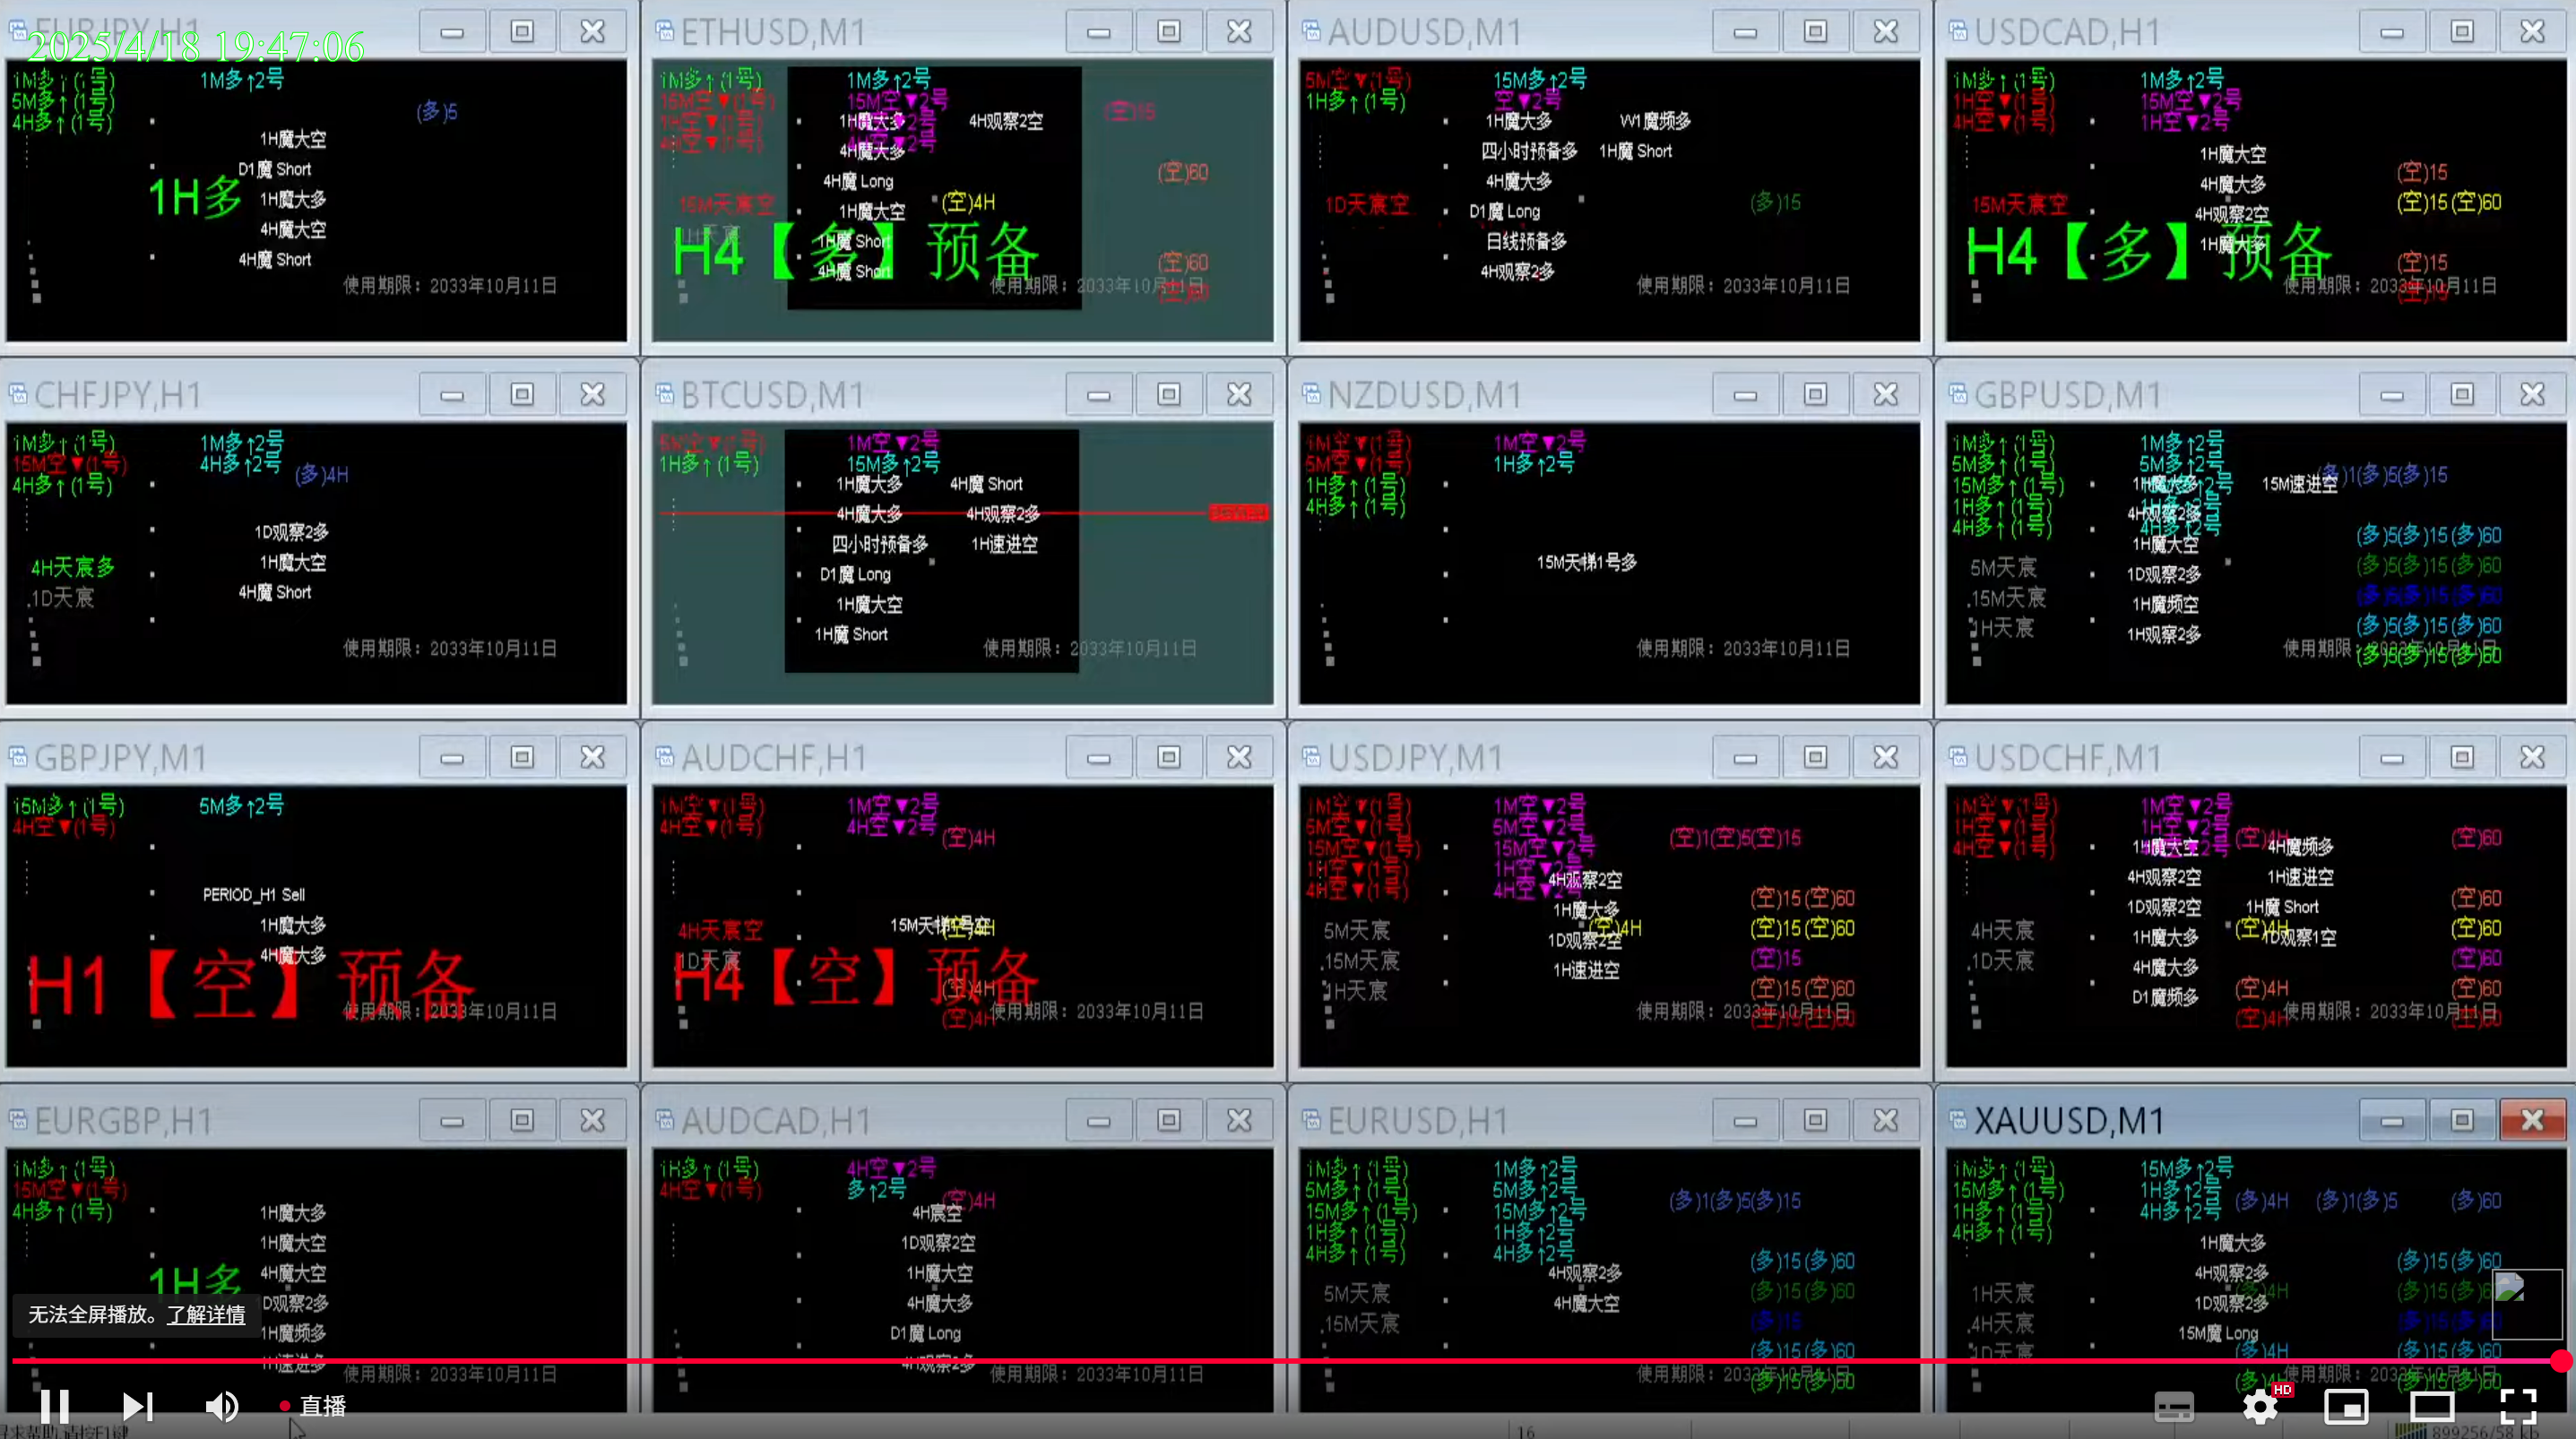 EURJPY,H1
2025/4/18 19:47:06
1M多↑(1号)
1M多↑2号
5M多↑(1号)
(多)5
4H多↑(1号)
1H魔大空
D1魔 Short
1H多
1H魔大多
4H魔大空
4H魔 Short
使用期限：2033年10月11日
ETHUSD,M1
1M多↑(1号)
1M多↑2号
15M空▼(1号)
15M空▼2号
(空)15
1H魔大多
4H观察2空
4H魔大多
(空)60
4H魔 Long
15M天宸空
1H魔大空
(空)4H
1H魔 Short
H4【多】预备
(空)60
4H魔 Short
使用期限：2033年10月11日
(空)60
AUDUSD,M1
5M空▼(1号)
15M多↑2号
1H多↑(1号)
空▼2号
1H魔大多
W1魔频多
四小时预备多
1H魔 Short
4H魔大多
1D天宸空
D1魔 Long
(多)15
日线预备多
4H观察2多
使用期限：2033年10月11日
USDCAD,H1
1M多↑(1号)
1M多↑2号
1H空▼(1号)
15M空▼2号
4H空▼(1号)
1H空▼2号
1H魔大空
4H魔大多
(空)15
15M天宸空
4H观察2空
(空)15(空)60
1H魔大多
H4【多】预备
(空)15
使用期限：2033年10月11日
(空)15
CHFJPY,H1
1M多↑(1号)
1M多↑2号
15M空▼(1号)
4H多↑2号
(多)4H
4H多↑(1号)
1D观察2多
4H天宸多
1H魔大空
.1D天宸
4H魔 Short
使用期限：2033年10月11日
BTCUSD,M1
5M空▼(1号)
1M空▼2号
1H多↑(1号)
15M多↑2号
1H魔大多
4H魔 Short
4H魔大多
4H观察2多
四小时预备多
1H速进空
D1魔 Long
1H魔大空
1H魔 Short
使用期限：2033年10月11日
NZDUSD,M1
1M空▼(1号)
1M空▼2号
5M空▼(1号)
1H多↑2号
1H多↑(1号)
4H多↑(1号)
15M天梯1号多
使用期限：2033年10月11日
GBPUSD,M1
1M多↑(1号)
1M多↑2号
5M多↑(1号)
5M多↑2号
(多)1(多)5(多)15
15M多↑(1号)
1H魔大多
15M速进空
1H多↑(1号)
4H观察2多
4H多↑(1号)
4H多↑2号
1H魔大空
(多)5(多)15(多)60
5M天宸
1D观察2多
(多)5(多)15(多)60
.15M天宸
1H魔频空
(多)5(多)15(多)60
1H天宸
1H观察2多
(多)5(多)15(多)60
使用期限：2033年10月11日
(多)5(多)15(多)60
GBPJPY,M1
15M多↑(1号)
5M多↑2号
4H空▼(1号)
PERIOD_H1 Sell
1H魔大多
4H魔大多
H1【空】预备
使用期限：2033年10月11日
AUDCHF,H1
1M空▼(1号)
1M空▼2号
4H空▼(1号)
4H空▼2号
(空)4H
4H天宸空
15M天梯1号空
(空)4H
.1D天宸
H4【空】预备
(空)4H
使用期限：2033年10月11日
(空)4H
USDJPY,M1
1M空▼(1号)
1M空▼2号
5M空▼(1号)
5M空▼2号
(空)1(空)5(空)15
15M空▼(1号)
15M空▼2号
1H空▼(1号)
1H空▼2号
4H空▼(1号)
4H空▼2号
4H观察2空
1H魔大多
(空)15(空)60
5M天宸
(空)4H
(空)15(空)60
1D观察2空
.15M天宸
1H速进空
(空)15
1H天宸
(空)15(空)60
使用期限：2033年10月11日
(空)15(空)60
USDCHF,M1
1M空▼(1号)
1M空▼2号
1H空▼(1号)
1H空▼2号
(空)4H
(空)60
4H空▼(1号)
1H魔大空
4H魔频多
4H观察2空
1H速进空
1D观察2空
1H魔 Short
(空)60
4H天宸
1H魔大多
(空)4H
1D观察1空
(空)60
.1D天宸
4H魔大多
(空)60
D1魔频多
(空)4H
(空)60
(空)4H
使用期限：2033年10月11日
(空)60
EURGBP,H1
1M多↑(1号)
15M空▼(1号)
4H多↑(1号)
1H魔大多
1H魔大空
1H多
4H魔大空
1D观察2多
1H魔频多
1H速进多
使用期限：2033年10月11日
AUDCAD,H1
1H多↑(1号)
4H空▼2号
4H空▼(1号)
多↑2号
(空)4H
4H宸空
1D观察2空
1H魔大空
4H魔大多
D1魔 Long
4H观察2多
使用期限：2033年10月11日
EURUSD,H1
1M多↑(1号)
1M多↑2号
5M多↑(1号)
5M多↑2号
(多)1(多)5(多)15
15M多↑(1号)
15M多↑2号
1H多↑(1号)
1H多↑2号
4H多↑(1号)
4H多↑2号
4H观察2多
(多)15(多)60
5M天宸
4H魔大空
(多)15(多)60
.15M天宸
(多)15
(多)15(多)60
使用期限：2033年10月11日
(多)15(多)60
XAUUSD,M1
1M多↑(1号)
15M多↑2号
15M多↑(1号)
1H多↑2号
(多)4H
(多)1(多)5
(多)60
1H多↑(1号)
4H多↑2号
4H多↑(1号)
1H魔大多
4H观察2多
(多)15(多)60
1H天宸
1D观察2多
.4H天宸
15M魔 Long
1D天宸
(多)4H
(多)15(多)60
使用期限：2033年10月11日
无法全屏播放。了解详情
直播
HD
16
899256/58 kb